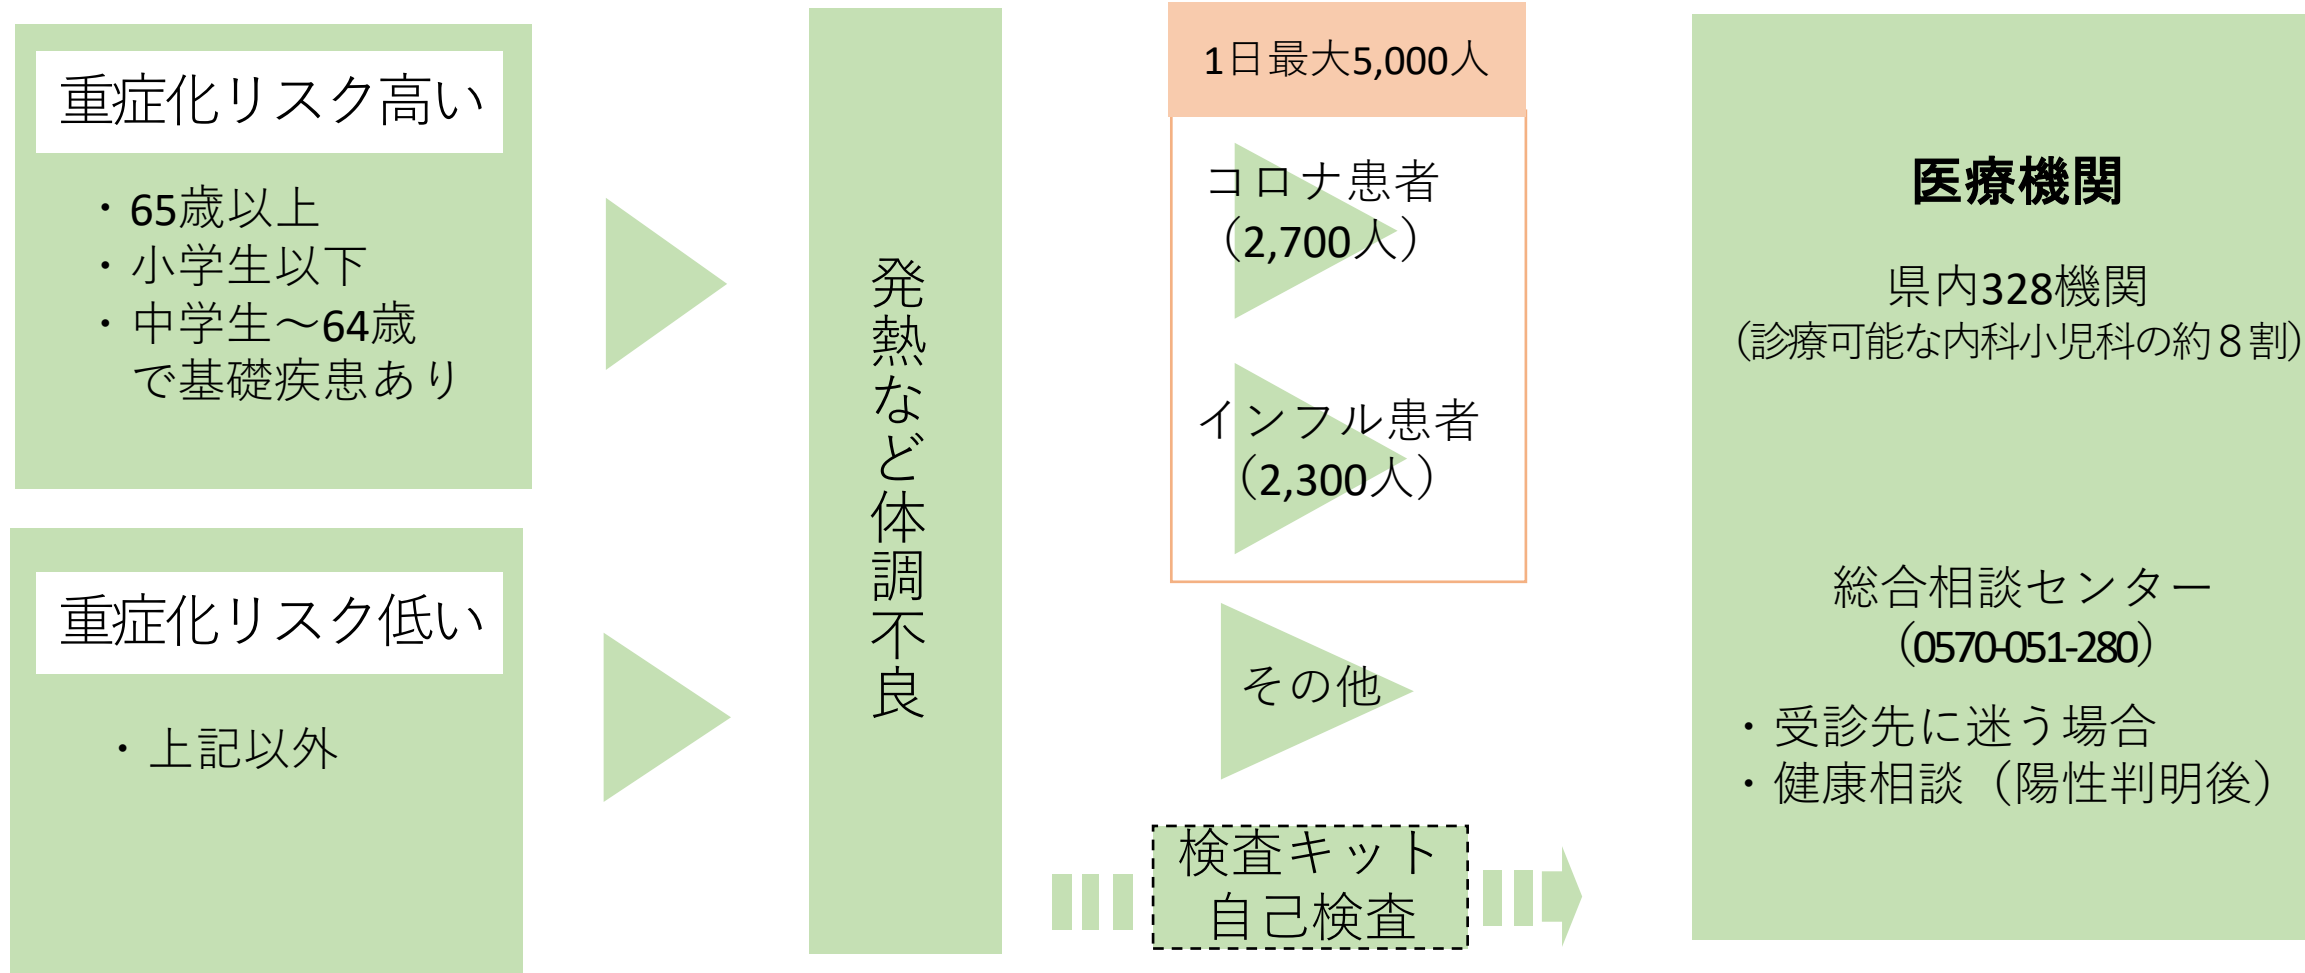 重症化リスク高い
・65歳以上
・小学生以下
・中学生～64歳
で基礎疾患あり
重症化リスク低い
・上記以外
発熱など体調不良
1日最大5,000人
コロナ患者
（2,700人）
インフル患者
（2,300人）
その他
検査キット
自己検査
医療機関
県内328機関
（診療可能な内科小児科の約８割）
総合相談センター
（0570-051-280）
・受診先に迷う場合
・健康相談（陽性判明後）